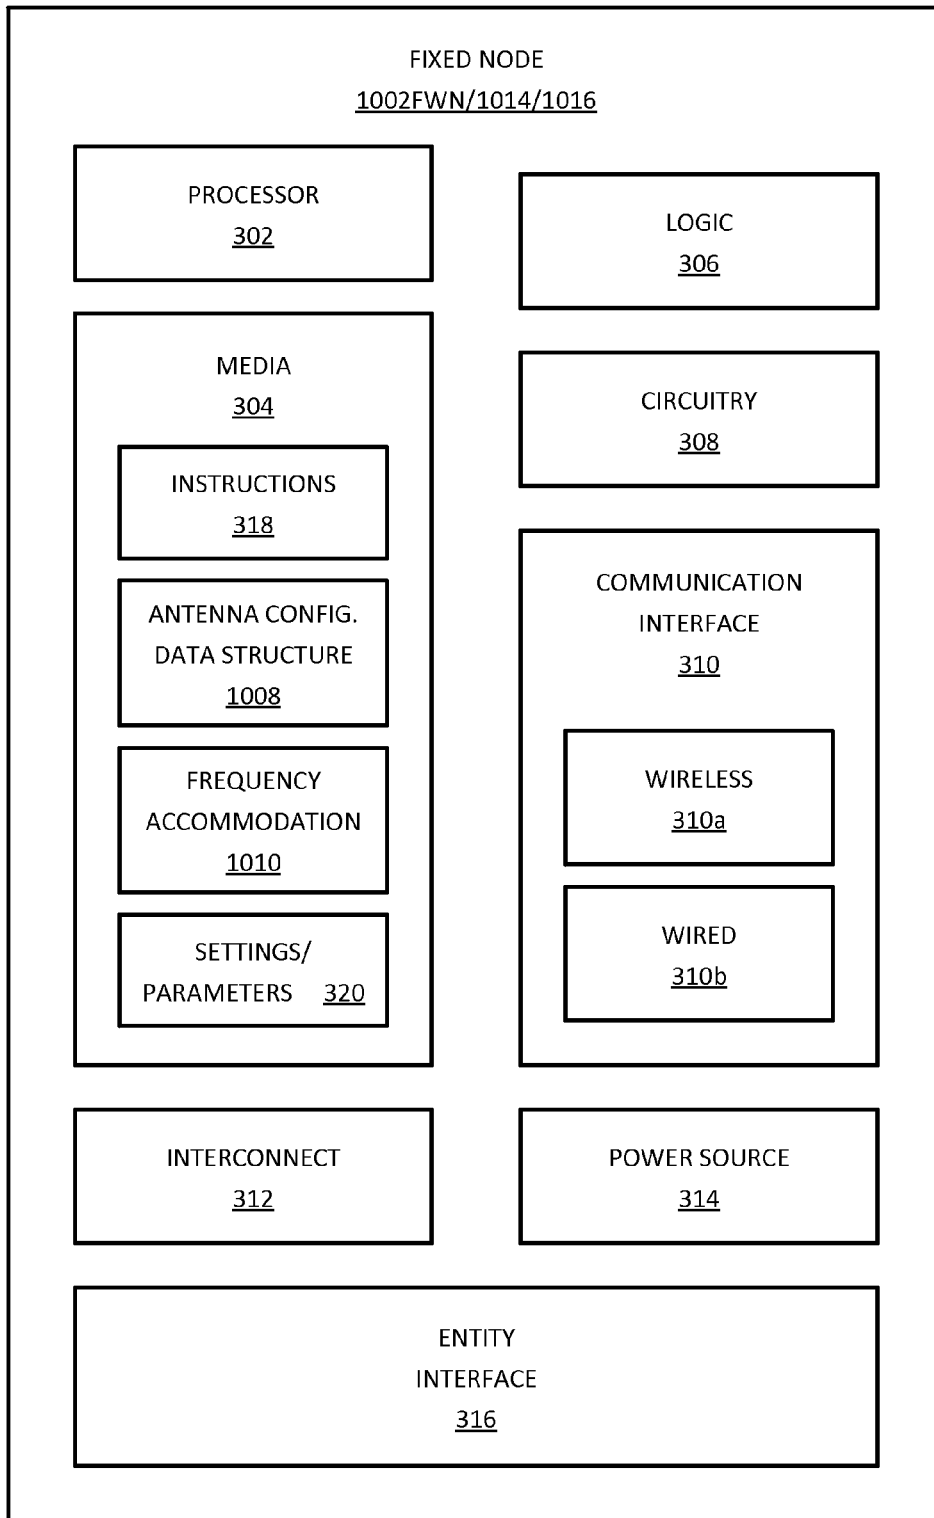 FIXED NODE
1002FWN/1014/1016
PROCESSOR
302
MEDIA
304
INSTRUCTIONS
318
ANTENNA CONFIG.
DATA STRUCTURE
1008
FREQUENCY
ACCOMMODATION
1010
SETTINGS/
PARAMETERS 320
LOGIC
306
CIRCUITRY
308
COMMUNICATION
INTERFACE
310
WIRELESS
310a
WIRED
310b
INTERCONNECT
312
POWER SOURCE
314
ENTITY
INTERFACE
316